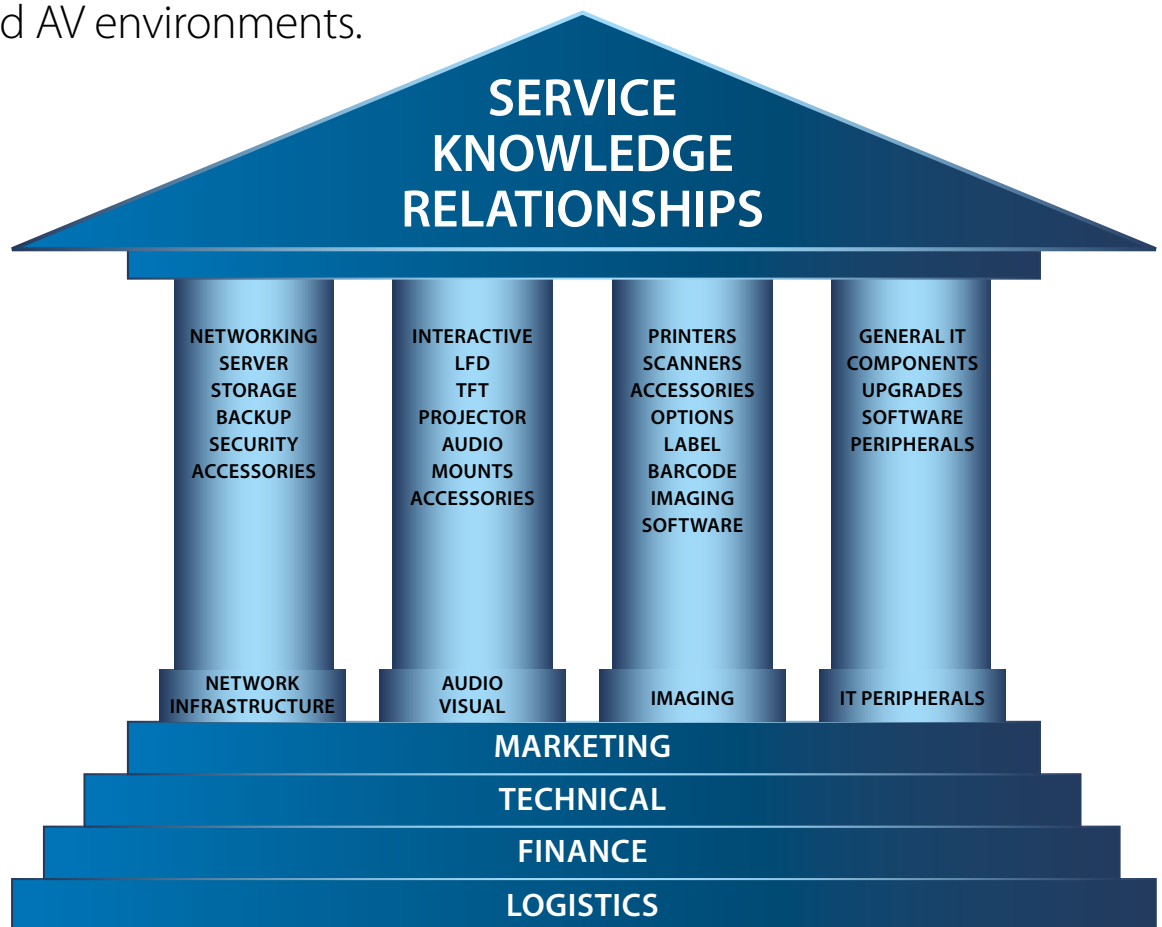 d AV environments.
SERVICE
KNOWLEDGE
RELATIONSHIPS
NETWORKING
SERVER
STORAGE
BACKUP
SECURITY
ACCESSORIES
NETWORK
INFRASTRUCTURE
INTERACTIVE
LFD
TFT
PROJECTOR
AUDIO
MOUNTS
ACCESSORIES
AUDIO
VISUAL
PRINTERS
SCANNERS
ACCESSORIES
OPTIONS
LABEL
BARCODE
IMAGING
SOFTWARE
IMAGING
GENERAL IT
COMPONENTS
UPGRADES
SOFTWARE
PERIPHERALS
IT PERIPHERALS
MARKETING
TECHNICAL
FINANCE
LOGISTICS